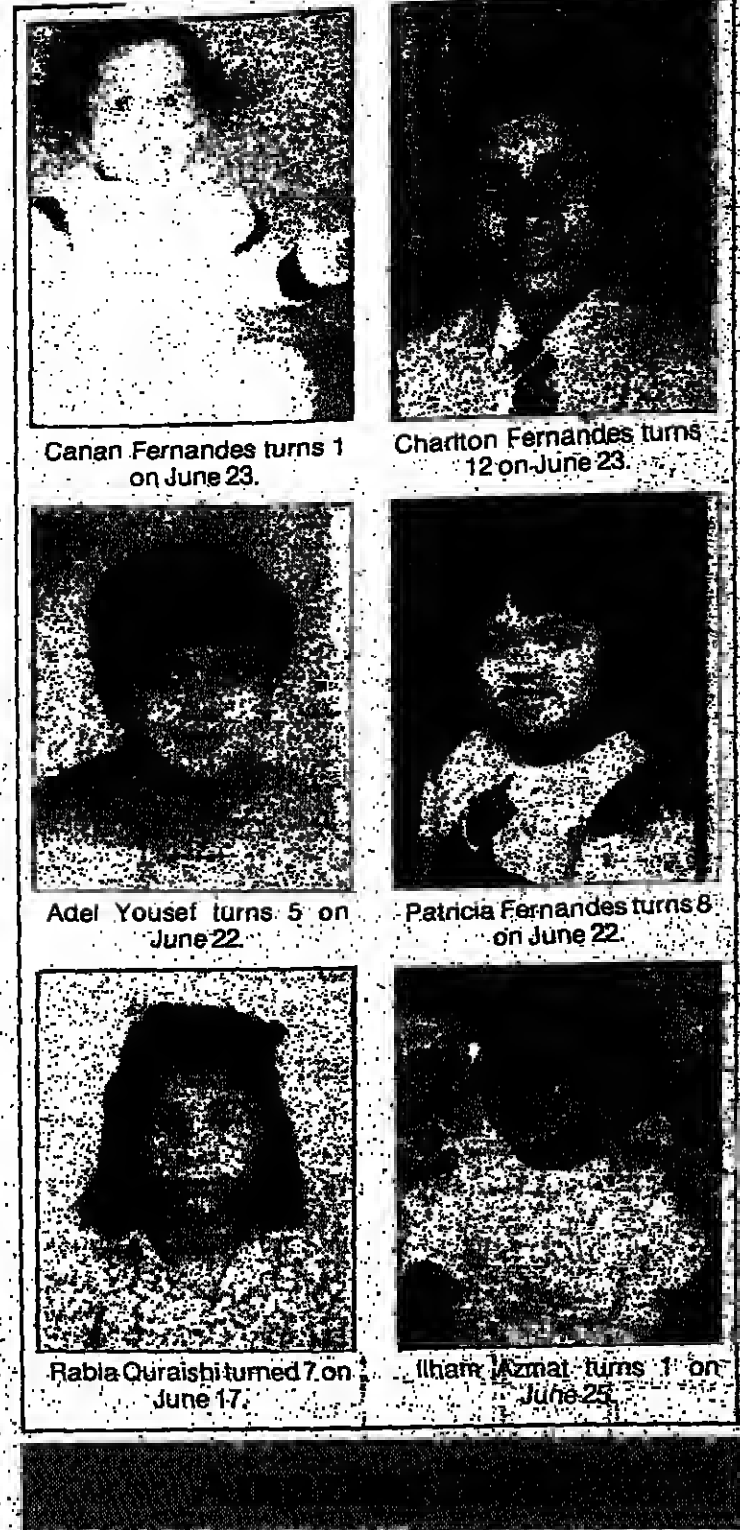 Canan Fernandes turns 1
on June 23.
Charlton Fernandes turns
12 on June 23.
Adel Yousef turns 5 on
June 22.
Patricia Fernandes turns 8
on June 22.
Rabia Quraishi turned 7 on
June 17.
Ilham Azmat turns 1 on
June 25.